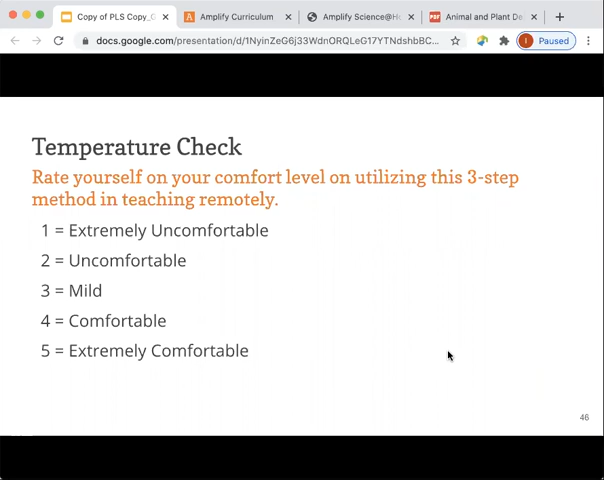 Copy of PLS Copy_G
Amplify Curriculum
Amplify Science@Ho
Animal and Plant De
docs.google.com/presentation/d/1NyinZeG6j33WdnORQLeG17YTNdshbBC...
Paused
Temperature Check
Rate yourself on your comfort level on utilizing this 3-step
method in teaching remotely.
1 = Extremely Uncomfortable
2 = Uncomfortable
3 = Mild
4 = Comfortable
5 = Extremely Comfortable
46